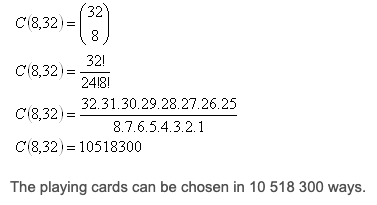 C(8,32) = (32
8)
C(8,32) = 32!
24!8!
C(8,32) = 32.31.30.29.28.27.26.25
8.7.6.5.4.3.2.1
C(8,32) = 10518300
The playing cards can be chosen in 10 518 300 ways.